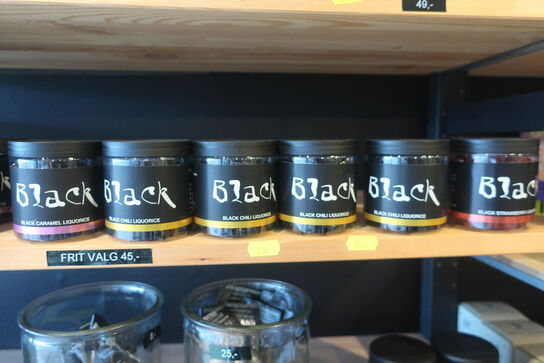 49,-
Black
BLACK CARAMEL LIQUORICE
Black
BLACK CHILI LIQUORICE
Black
BLACK CHILI LIQUORICE
Black
BLACK CHILI LIQUORICE
Black
BLACK CHILI LIQUORICE
Black
BLACK STRAWBERRY
FRIT VALG 45,-
25,-